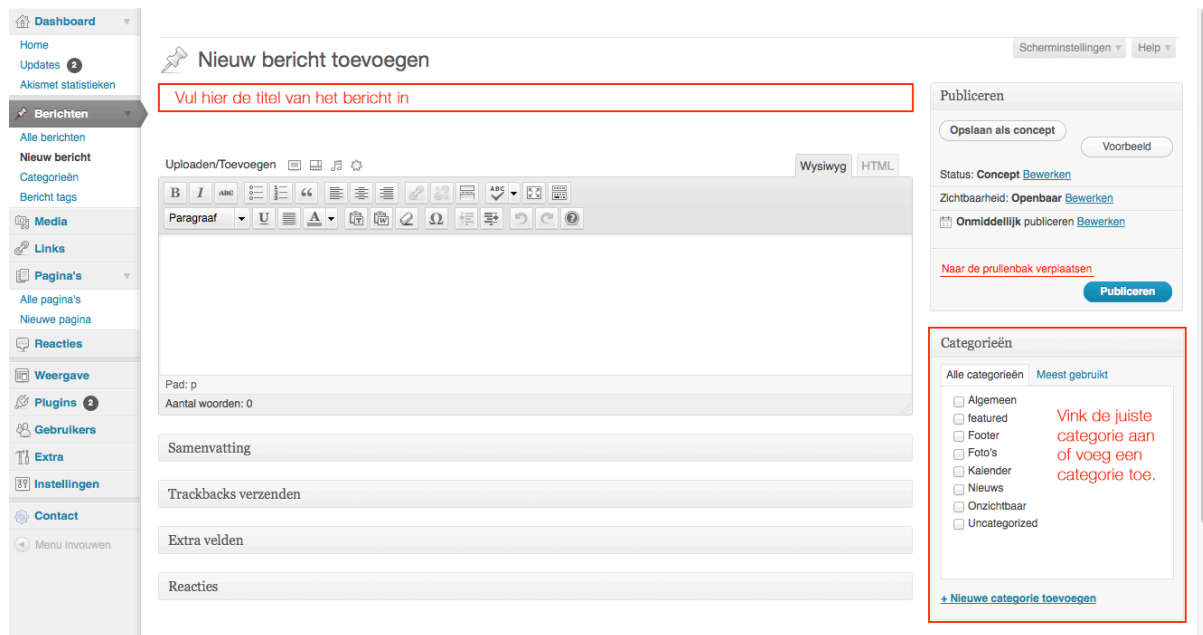 Dashboard
Home
Updates 2
Akismet statistieken
Berichten
Alle berichten
Nieuw bericht
Categorieën
Bericht tags
Media
Links
Pagina's
Alle pagina's
Nieuwe pagina
Reacties
Weergave
Plugins 2
Gebruikers
Extra
Instellingen
Contact
Menu invouwen
Scherminstellingen Help
Nieuw bericht toevoegen
Vul hier de titel van het bericht in
Uploaden/Toevoegen
Wysiwyg HTML
B I ABC ABC
Paragraaf U A T W Ω
Pad: p
Aantal woorden: 0
Samenvatting
Trackbacks verzenden
Extra velden
Reacties
Publiceren
Opslaan als concept
Voorbeeld
Status: Concept Bewerken
Zichtbaarheid: Openbaar Bewerken
Onmiddellijk publiceren Bewerken
Naar de prullenbak verplaatsen
Publiceren
Categorieën
Alle categorieën Meest gebruikt
Algemeen
featured
Footer
Foto's
Kalender
Nieuws
Onzichtbaar
Uncategorized
Vink de juiste
categorie aan
of voeg een
categorie toe.
+ Nieuwe categorie toevoegen